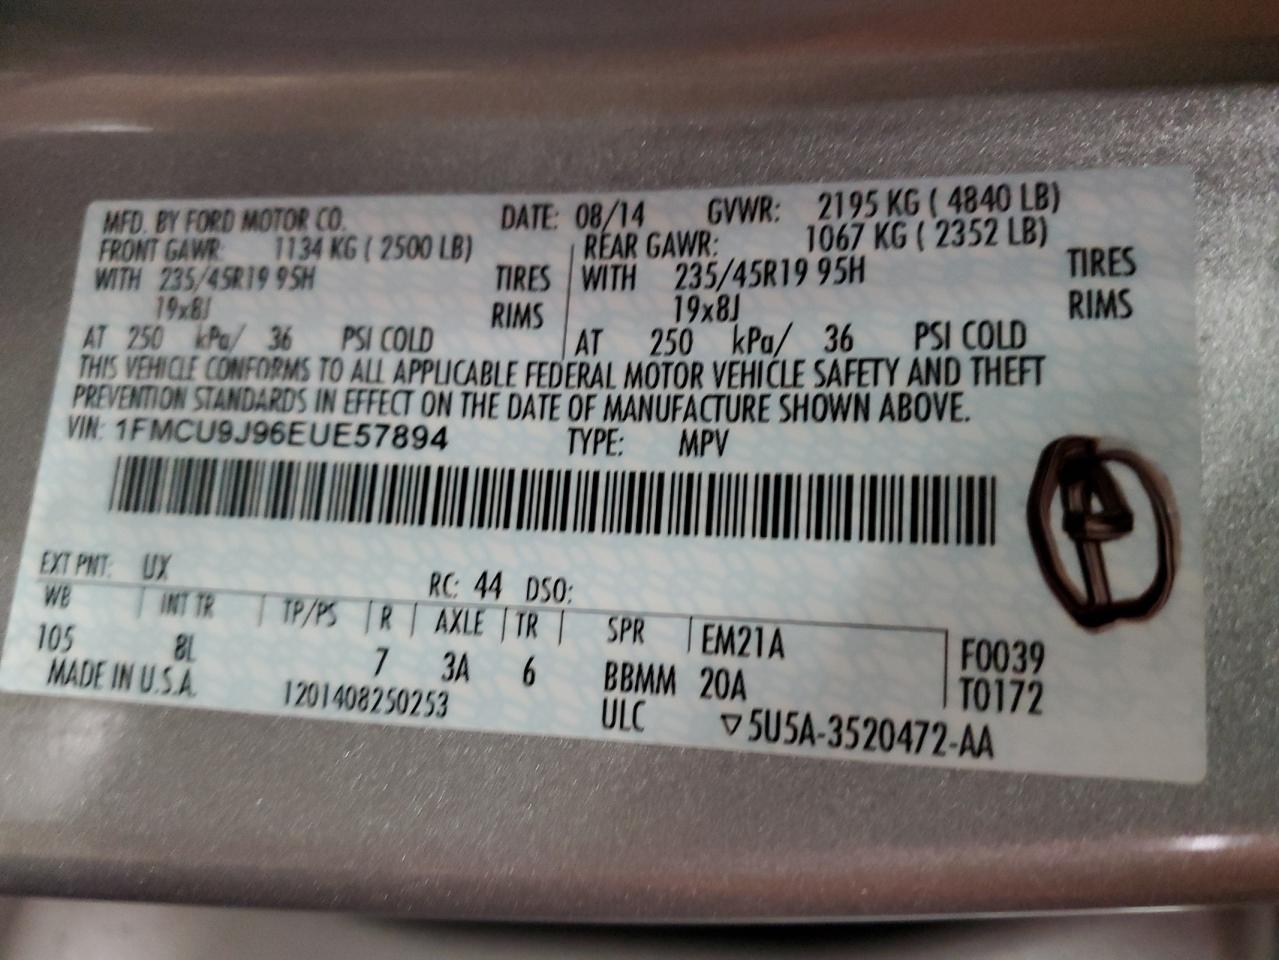 MFD. BY FORD MOTOR CO. DATE: 08/14 GVWR: 2195 KG ( 4840 LB)
FRONT GAWR: 1134 KG ( 2500 LB) REAR GAWR: 1067 KG ( 2352 LB)
WITH 235/45R19 95H TIRES WITH 235/45R19 95H TIRES
19x8J RIMS 19x8J RIMS
AT 250 kPa/ 36 PSI COLD AT 250 kPa/ 36 PSI COLD
THIS VEHICLE CONFORMS TO ALL APPLICABLE FEDERAL MOTOR VEHICLE SAFETY AND THEFT
PREVENTION STANDARDS IN EFFECT ON THE DATE OF MANUFACTURE SHOWN ABOVE.
VIN: 1FMCU9J96EUE57894 TYPE: MPV
EXT PNT: UX RC: 44 DSO:
WB INT TR TP/PS R AXLE TR SPR EM21A F0039
105 8L 7 3A 6 BBMM 20A T0172
MADE IN U.S.A. 1201408250253 ULC ▽5U5A-3520472-AA